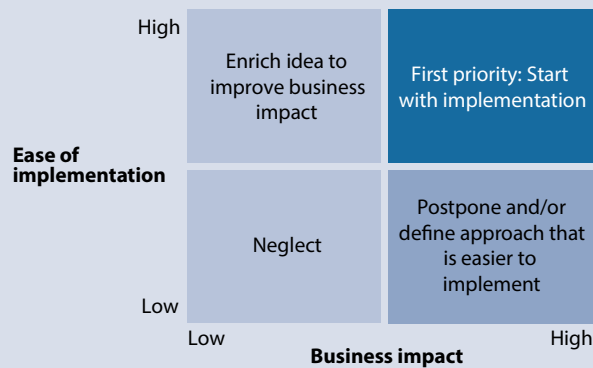 High
Enrich idea to
improve business
impact
First priority: Start
with implementation
Ease of
implementation
Neglect
Postpone and/or
define approach that
is easier to
implement
Low
Low
High
Business impact